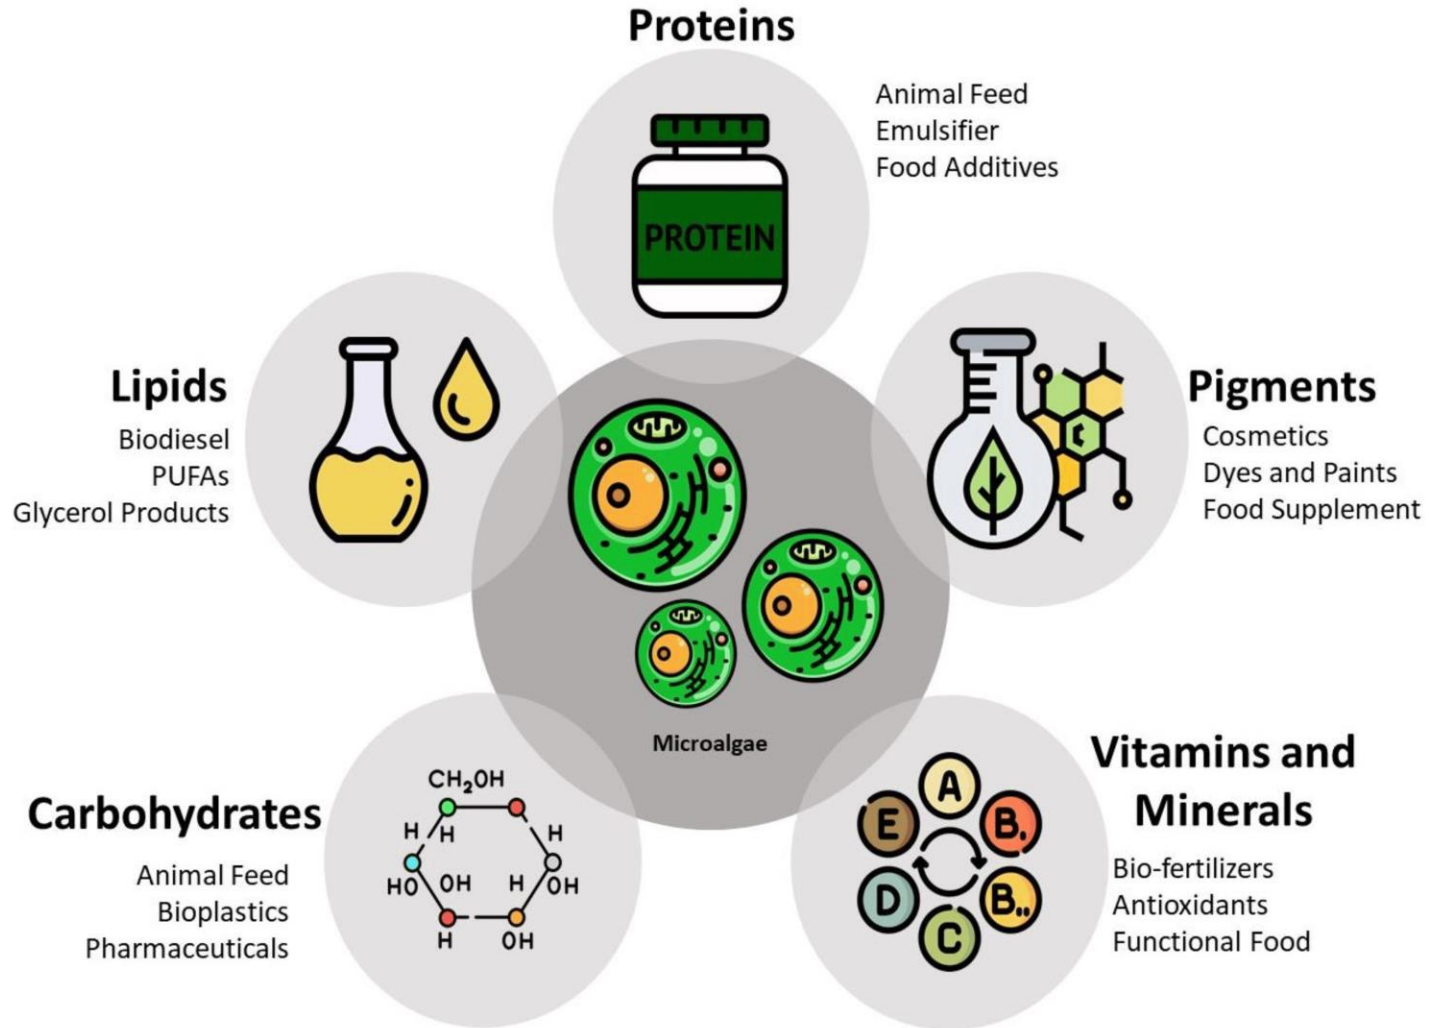 Proteins
Animal Feed
Emulsifier
Food Additives
PROTEIN
Lipids
Biodiesel
PUFAs
Glycerol Products
Pigments
Cosmetics
Dyes and Paints
Food Supplement
Microalgae
Carbohydrates
Animal Feed
Bioplastics
Pharmaceuticals
CH₂OH
H H H
HO OH H OH
H OH
Vitamins and
Minerals
Bio-fertilizers
Antioxidants
Functional Food
A
E B.
D B..
C